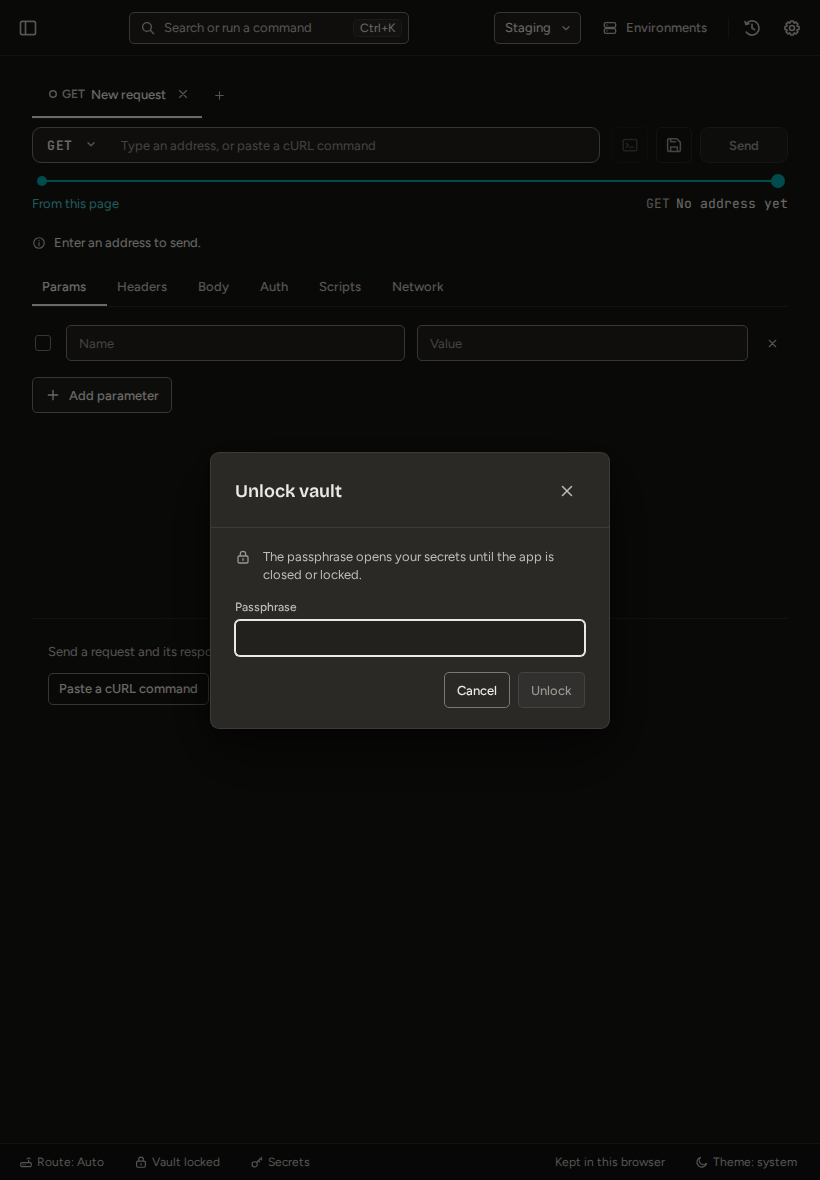 Search or run a command Ctrl+K Staging Environments
GET New request
GET Type an address, or paste a cURL command Send
From this page GET No address yet
Enter an address to send.
Params Headers Body Auth Scripts Network
Name Value
Add parameter
Unlock vault
The passphrase opens your secrets until the app is
closed or locked.
Passphrase
Send a request and its respo
Cancel Unlock
Paste a cURL command
Route: Auto Vault locked Secrets Kept in this browser Theme: system